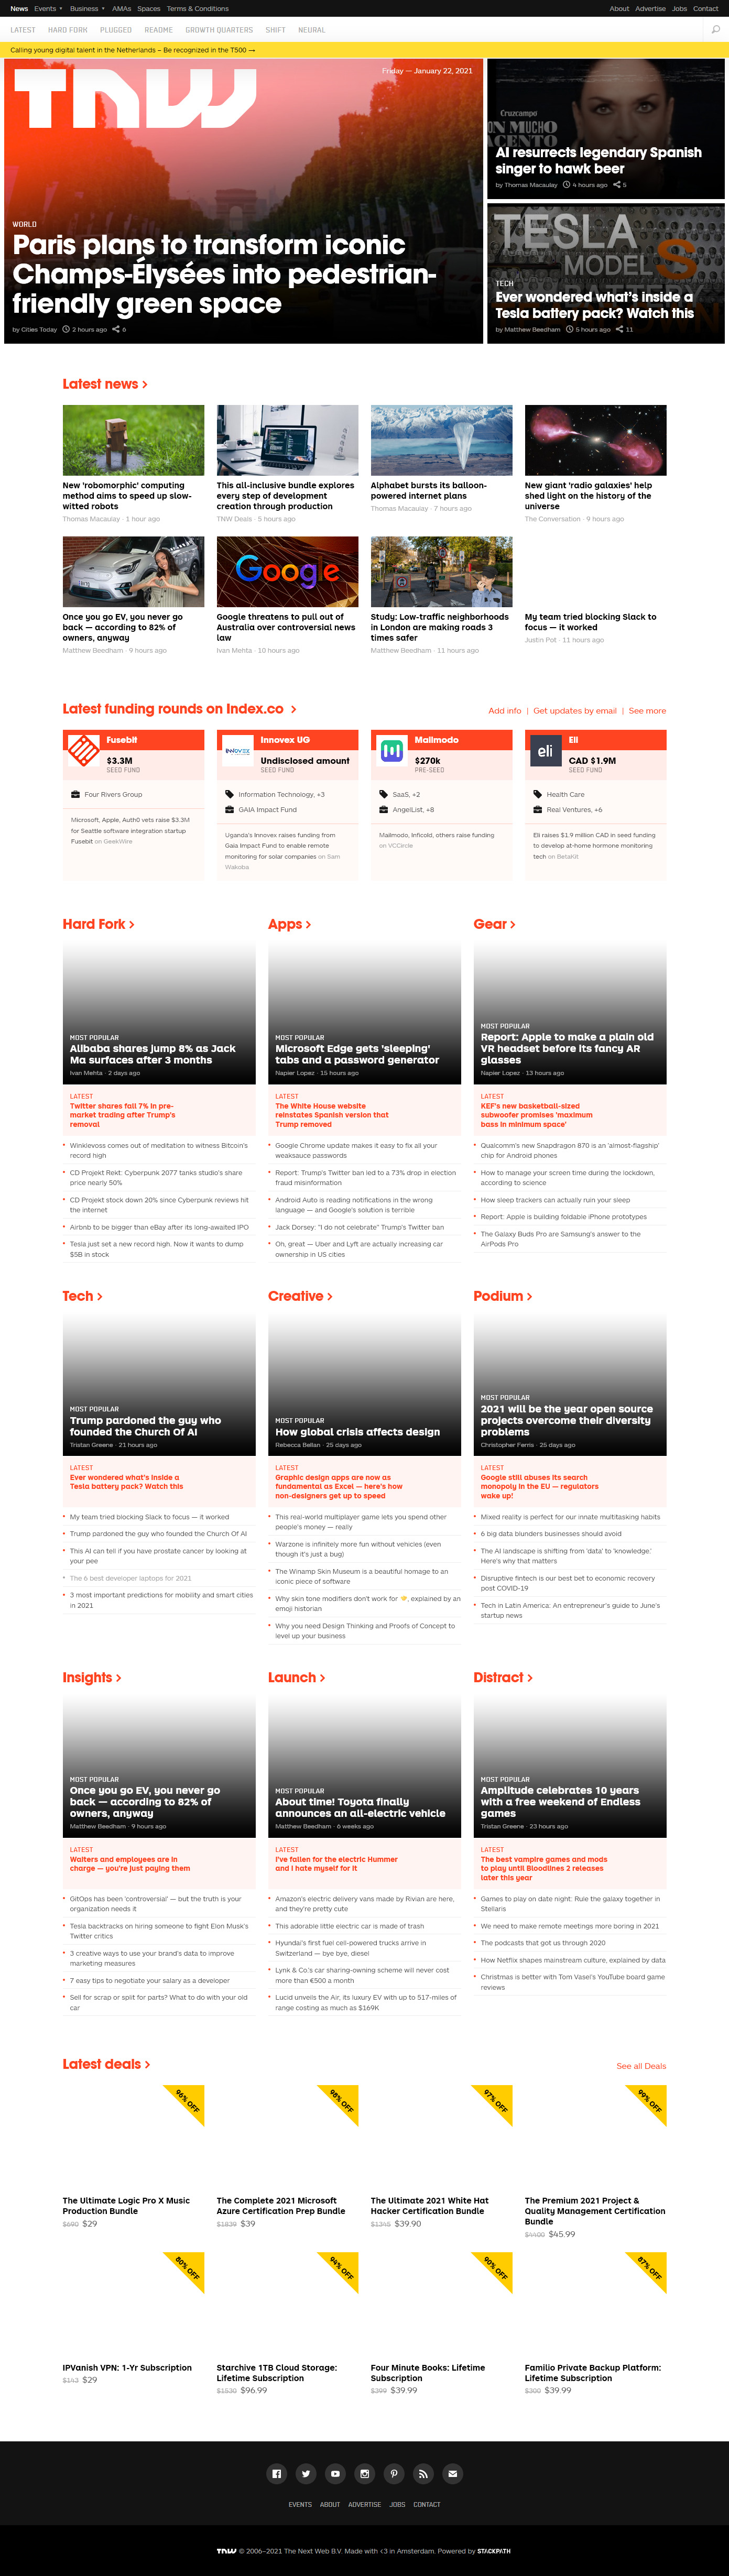 News Events Business AMAs Spaces Terms & Conditions About Advertise Jobs Contact
LATEST HARD FORK PLUGGED README GROWTH QUARTERS SHIFT NEURAL
Calling young digital talent in the Netherlands – Be recognized in the T500 →
TNW
Friday — January 22, 2021
WORLD
Paris plans to transform iconic
Champs-Élysées into pedestrian-
friendly green space
by Cities Today 2 hours ago 6
Cruzcampo
ON MUCHO
ACENTO
AI resurrects legendary Spanish
singer to hawk beer
by Thomas Macaulay 4 hours ago 5
TESLA
MODEL S
TECH
Ever wondered what's inside a
Tesla battery pack? Watch this
by Matthew Beedham 5 hours ago 11
Latest news
New 'robomorphic' computing
method aims to speed up slow-
witted robots
Thomas Macaulay · 1 hour ago
This all-inclusive bundle explores
every step of development
creation through production
TNW Deals · 5 hours ago
Alphabet bursts its balloon-
powered internet plans
Thomas Macaulay · 7 hours ago
New giant 'radio galaxies' help
shed light on the history of the
universe
The Conversation · 9 hours ago
Once you go EV, you never go
back — according to 82% of
owners, anyway
Matthew Beedham · 9 hours ago
Google
Google threatens to pull out of
Australia over controversial news
law
Ivan Mehta · 10 hours ago
Study: Low-traffic neighborhoods
in London are making roads 3
times safer
Matthew Beedham · 11 hours ago
My team tried blocking Slack to
focus — it worked
Justin Pot · 11 hours ago
Latest funding rounds on Index.co
Add info | Get updates by email | See more
Fusebit
$3.3M
SEED FUND
Four Rivers Group
Microsoft, Apple, Auth0 vets raise $3.3M
for Seattle software integration startup
Fusebit on GeekWire
INNOVEX
Innovex UG
Undisclosed amount
SEED FUND
Information Technology, +3
GAIA Impact Fund
Uganda's Innovex raises funding from
Gaia Impact Fund to enable remote
monitoring for solar companies on Sam
Wakoba
Mailmodo
$270k
PRE-SEED
SaaS, +2
AngelList, +8
Mailmodo, Inficold, others raise funding
on VCCircle
eli
Eli
CAD $1.9M
SEED FUND
Health Care
Real Ventures, +6
Eli raises $1.9 million CAD in seed funding
to develop at-home hormone monitoring
tech on BetaKit
Hard Fork
MOST POPULAR
Alibaba shares jump 8% as Jack
Ma surfaces after 3 months
Ivan Mehta · 2 days ago
LATEST
Twitter shares fall 7% in pre-
market trading after Trump's
removal
Winklevoss comes out of meditation to witness Bitcoin's
record high
CD Projekt Rekt: Cyberpunk 2077 tanks studio's share
price nearly 50%
CD Projekt stock down 20% since Cyberpunk reviews hit
the internet
Airbnb to be bigger than eBay after its long-awaited IPO
Tesla just set a new record high. Now it wants to dump
$5B in stock
Apps
MOST POPULAR
Microsoft Edge gets 'sleeping'
tabs and a password generator
Napier Lopez · 15 hours ago
LATEST
The White House website
reinstates Spanish version that
Trump removed
Google Chrome update makes it easy to fix all your
weaksauce passwords
Report: Trump's Twitter ban led to a 73% drop in election
fraud misinformation
Android Auto is reading notifications in the wrong
language — and Google's solution is terrible
Jack Dorsey: "I do not celebrate" Trump's Twitter ban
Oh, great — Uber and Lyft are actually increasing car
ownership in US cities
Gear
MOST POPULAR
Report: Apple to make a plain old
VR headset before its fancy AR
glasses
Napier Lopez · 13 hours ago
LATEST
KEF's new basketball-sized
subwoofer promises 'maximum
bass in minimum space'
Qualcomm's new Snapdragon 870 is an 'almost-flagship'
chip for Android phones
How to manage your screen time during the lockdown,
according to science
How sleep trackers can actually ruin your sleep
Report: Apple is building foldable iPhone prototypes
The Galaxy Buds Pro are Samsung's answer to the
AirPods Pro
Tech
MOST POPULAR
Trump pardoned the guy who
founded the Church Of AI
Tristan Greene · 21 hours ago
LATEST
Ever wondered what's inside a
Tesla battery pack? Watch this
My team tried blocking Slack to focus — it worked
Trump pardoned the guy who founded the Church Of AI
This AI can tell if you have prostate cancer by looking at
your pee
The 6 best developer laptops for 2021
3 most important predictions for mobility and smart cities
in 2021
Creative
MOST POPULAR
How global crisis affects design
Rebecca Bellan · 25 days ago
LATEST
Graphic design apps are now as
fundamental as Excel — here's how
non-designers get up to speed
This real-world multiplayer game lets you spend other
people's money — really
Warzone is infinitely more fun without vehicles (even
though it's just a bug)
The Winamp Skin Museum is a beautiful homage to an
iconic piece of software
Why skin tone modifiers don't work for 🤝, explained by an
emoji historian
Why you need Design Thinking and Proofs of Concept to
level up your business
Podium
MOST POPULAR
2021 will be the year open source
projects overcome their diversity
problems
Christopher Ferris · 25 days ago
LATEST
Google still abuses its search
monopoly in the EU — regulators
wake up!
Mixed reality is perfect for our innate multitasking habits
6 big data blunders businesses should avoid
The AI landscape is shifting from 'data' to 'knowledge.'
Here's why that matters
Disruptive fintech is our best bet to economic recovery
post COVID-19
Tech in Latin America: An entrepreneur's guide to June's
startup news
Insights
MOST POPULAR
Once you go EV, you never go
back — according to 82% of
owners, anyway
Matthew Beedham · 9 hours ago
LATEST
Waiters and employees are in
charge — you're just paying them
GitOps has been 'controversial' — but the truth is your
organization needs it
Tesla backtracks on hiring someone to fight Elon Musk's
Twitter critics
3 creative ways to use your brand's data to improve
marketing measures
7 easy tips to negotiate your salary as a developer
Sell for scrap or split for parts? What to do with your old
car
Launch
MOST POPULAR
About time! Toyota finally
announces an all-electric vehicle
Matthew Beedham · 6 weeks ago
LATEST
I've fallen for the electric Hummer
and I hate myself for it
Amazon's electric delivery vans made by Rivian are here,
and they're pretty cute
This adorable little electric car is made of trash
Hyundai's first fuel cell-powered trucks arrive in
Switzerland — bye bye, diesel
Lynk & Co.'s car sharing-owning scheme will never cost
more than €500 a month
Lucid unveils the Air, its luxury EV with up to 517-miles of
range costing as much as $169K
Distract
MOST POPULAR
Amplitude celebrates 10 years
with a free weekend of Endless
games
Tristan Greene · 23 hours ago
LATEST
The best vampire games and mods
to play until Bloodlines 2 releases
later this year
Games to play on date night: Rule the galaxy together in
Stellaris
We need to make remote meetings more boring in 2021
The podcasts that got us through 2020
How Netflix shapes mainstream culture, explained by data
Christmas is better with Tom Vasel's YouTube board game
reviews
Latest deals
See all Deals
96% OFF
The Ultimate Logic Pro X Music
Production Bundle
$690 $29
98% OFF
The Complete 2021 Microsoft
Azure Certification Prep Bundle
$1839 $39
97% OFF
The Ultimate 2021 White Hat
Hacker Certification Bundle
$1345 $39.90
99% OFF
The Premium 2021 Project &
Quality Management Certification
Bundle
$4400 $45.99
80% OFF
IPVanish VPN: 1-Yr Subscription
$143 $29
94% OFF
Starchive 1TB Cloud Storage:
Lifetime Subscription
$1530 $96.99
90% OFF
Four Minute Books: Lifetime
Subscription
$399 $39.99
87% OFF
Familio Private Backup Platform:
Lifetime Subscription
$300 $39.99
EVENTS ABOUT ADVERTISE JOBS CONTACT
TNW © 2006–2021 The Next Web B.V. Made with <3 in Amsterdam. Powered by STACKPATH